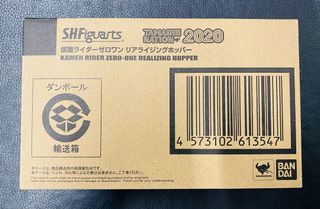 S.H.Figuarts TAMASHII NATION 2020
仮面ライダーゼロワン リアライジングホッパー
KAMEN RIDER ZERO-ONE REALIZING HOPPER
ダンボール
輸送箱
4 573102 613547
BAN
DAI